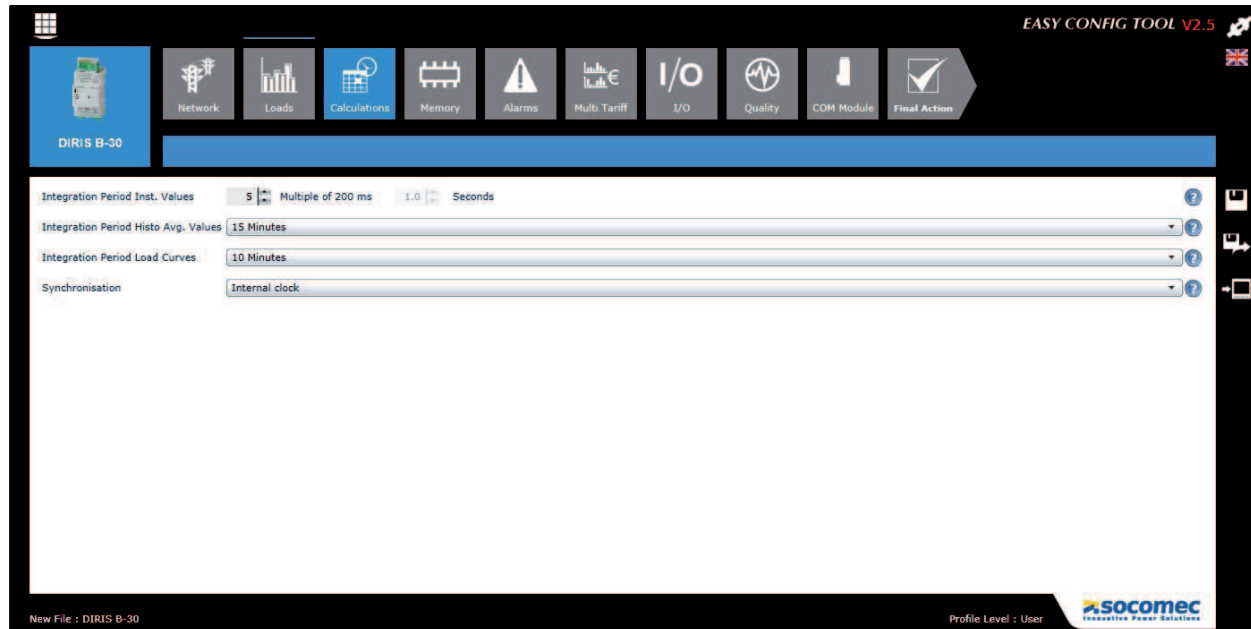 EASY CONFIG TOOL V2.5
Network
Loads
Calculations
Memory
Alarms
€
Multi Tariff
I/O
I/O
Quality
COM Module
Final Action
DIRIS B-30
Integration Period Inst. Values 5 Multiple of 200 ms 1.0 Seconds ?
Integration Period Histo Avg. Values 15 Minutes ?
Integration Period Load Curves 10 Minutes ?
Synchronisation Internal clock ?
New File : DIRIS B-30
Profile Level : User
socomec
Innovative Power Solutions